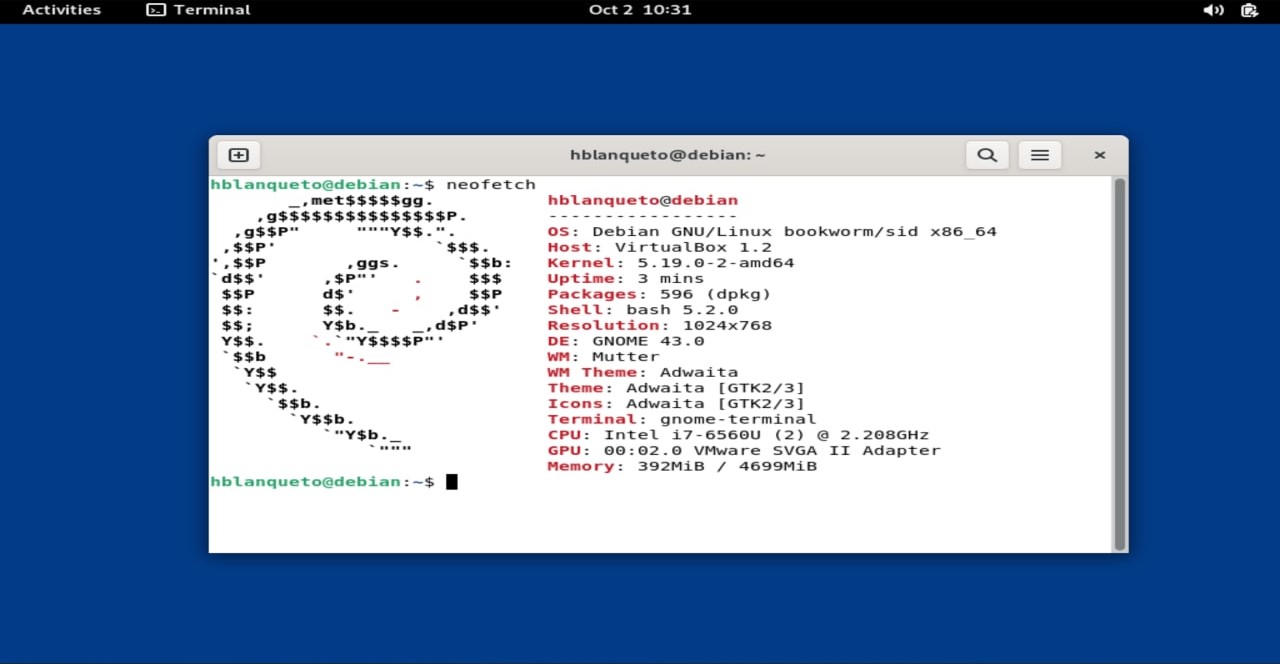 Activities Terminal Oct 2 10:31
hblanqueto@debian: ~
hblanqueto@debian:~$ neofetch
       _,met$$$$$gg.          hblanqueto@debian
    ,g$$$$$$$$$$$$$$$P.       -----------------
  ,g$$P"     """Y$$.".        OS: Debian GNU/Linux bookworm/sid x86_64
 ,$$P'              `$$$.     Host: VirtualBox 1.2
',$$P       ,ggs.     `$$b:   Kernel: 5.19.0-2-amd64
`d$$'     ,$P"'   .    $$$    Uptime: 3 mins
 $$P      d$'     ,    $$P    Packages: 596 (dpkg)
 $$:      $$.   -    ,d$$'    Shell: bash 5.2.0
 $$;      Y$b._   _,d$P'      Resolution: 1024x768
 Y$$.    `.`"Y$$$$P"'         DE: GNOME 43.0
 `$$b      "-.__              WM: Mutter
  `Y$$                        WM Theme: Adwaita
   `Y$$.                      Theme: Adwaita [GTK2/3]
     `$$b.                    Icons: Adwaita [GTK2/3]
       `Y$$b.                 Terminal: gnome-terminal
          `"Y$b._             CPU: Intel i7-6560U (2) @ 2.208GHz
              `"""            GPU: 00:02.0 VMware SVGA II Adapter
                              Memory: 392MiB / 4699MiB
hblanqueto@debian:~$